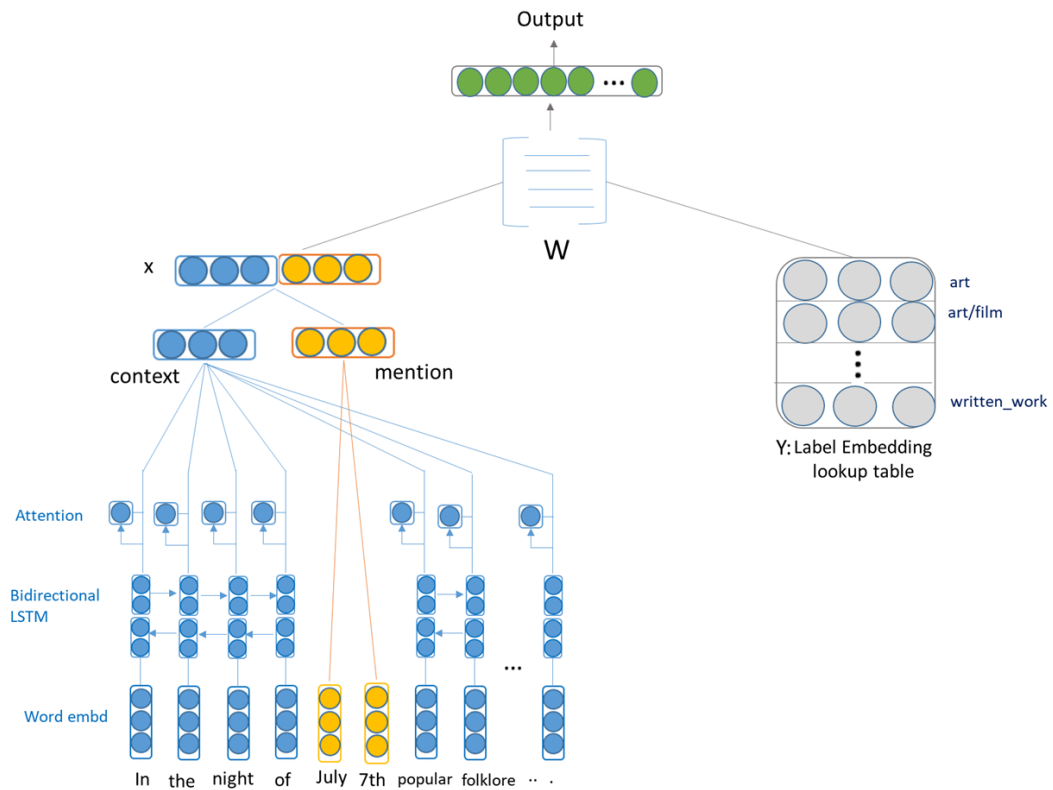 Output
W
x
context
mention
art
art/film
written_work
Y: Label Embedding
lookup table
Attention
Bidirectional
LSTM
Word embd
In the night of July 7th popular folklore .. .